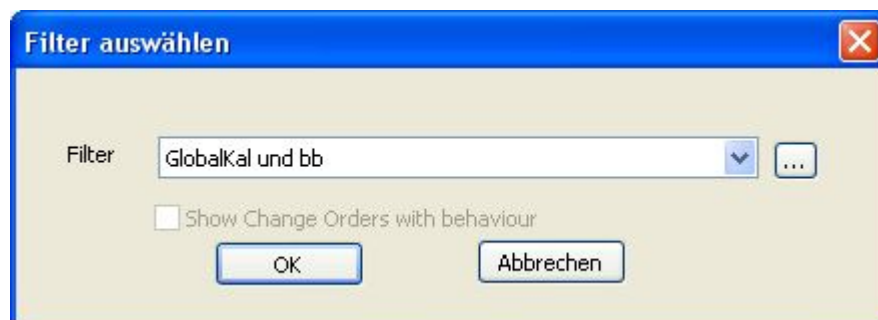 Filter auswählen
Filter GlobalKal und bb ...
Show Change Orders with behaviour
OK Abbrechen